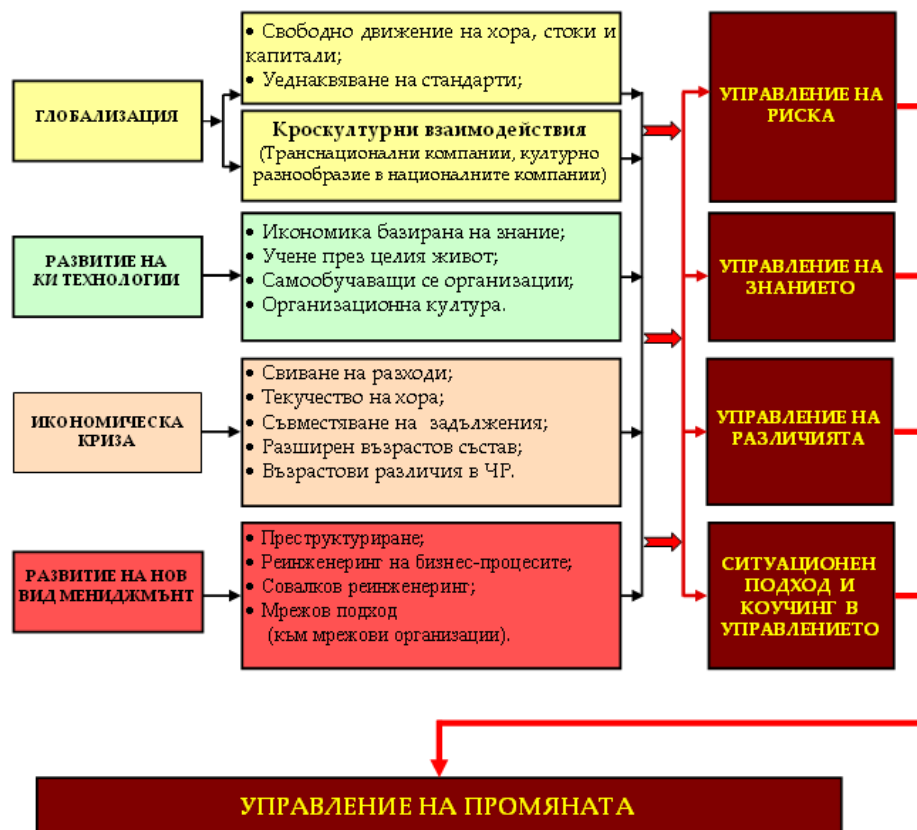 ГЛОБАЛИЗАЦИЯ
• Свободно движение на хора, стоки и
капитали;
• Уеднаквяване на стандарти;
Кроскултурни взаимодействия
(Транснационални компании, културно
разнообразие в националните компании)
РАЗВИТИЕ НА
КИ ТЕХНОЛОГИИ
• Икономика базирана на знание;
• Учене през целия живот;
• Самообучаващи се организации;
• Организационна култура.
ИКОНОМИЧЕСКА
КРИЗА
• Свиване на разходи;
• Текучество на хора;
• Съвместяване на задължения;
• Разширен възрастов състав;
• Възрастови различия в ЧР.
РАЗВИТИЕ НА НОВ
ВИД МЕНИДЖМЪНТ
• Преструктуриране;
• Реинженеринг на бизнес-процесите;
• Совалков реинженеринг;
• Мрежов подход
(към мрежови организации).
УПРАВЛЕНИЕ НА
РИСКА
УПРАВЛЕНИЕ НА
ЗНАНИЕТО
УПРАВЛЕНИЕ НА
РАЗЛИЧИЯТА
СИТУАЦИОНЕН
ПОДХОД И
КОУЧИНГ В
УПРАВЛЕНИЕТО
УПРАВЛЕНИЕ НА ПРОМЯНАТА